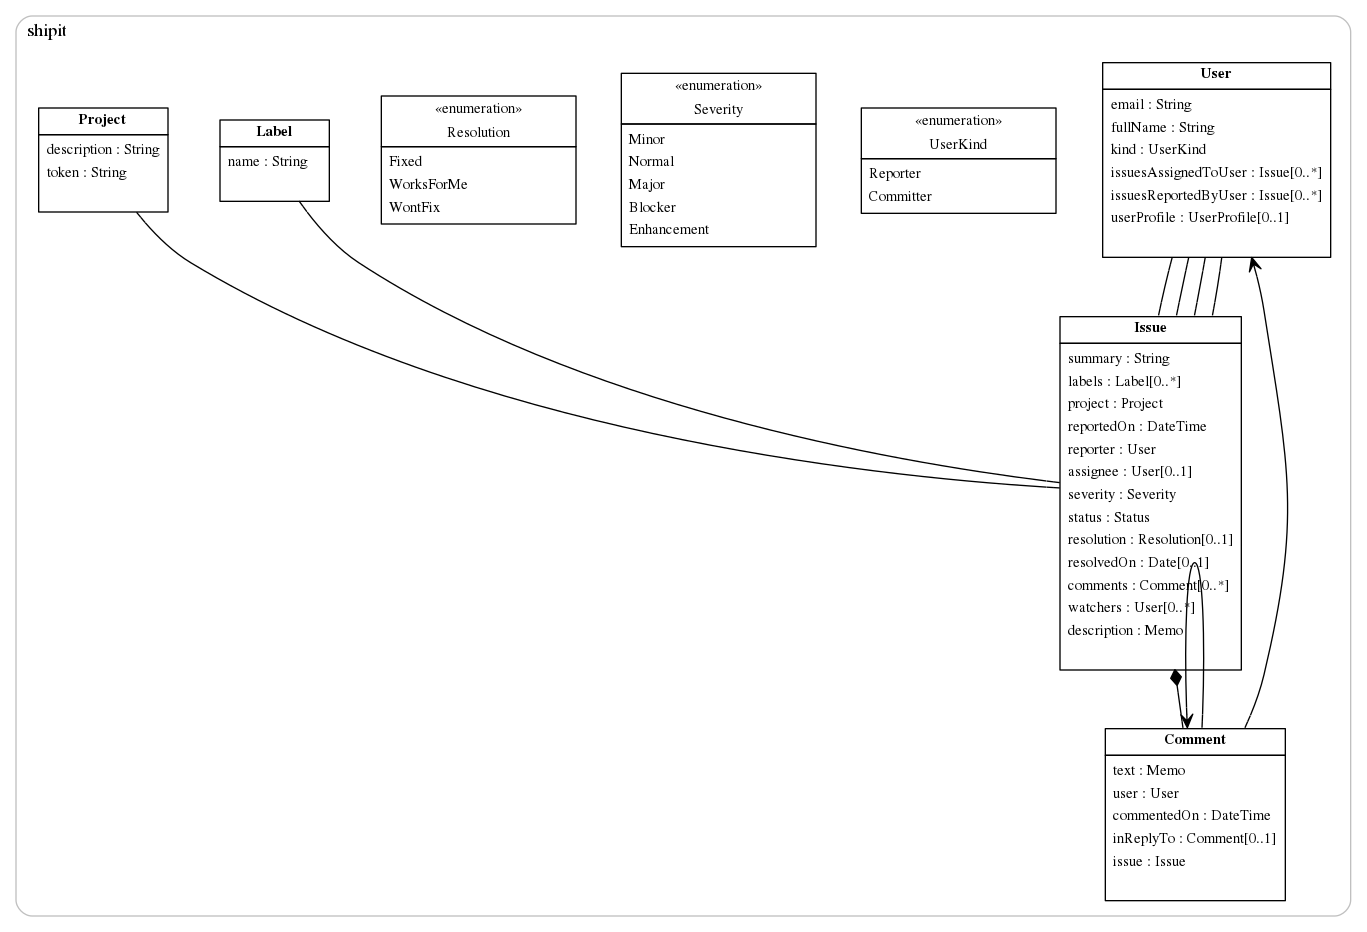 shipit
Project
description : String
token : String
Label
name : String
«enumeration»
Resolution
Fixed
WorksForMe
WontFix
«enumeration»
Severity
Minor
Normal
Major
Blocker
Enhancement
«enumeration»
UserKind
Reporter
Committer
User
email : String
fullName : String
kind : UserKind
issuesAssignedToUser : Issue[0..*]
issuesReportedByUser : Issue[0..*]
userProfile : UserProfile[0..1]
Issue
summary : String
labels : Label[0..*]
project : Project
reportedOn : DateTime
reporter : User
assignee : User[0..1]
severity : Severity
status : Status
resolution : Resolution[0..1]
resolvedOn : Date[0..1]
comments : Comment[0..*]
watchers : User[0..*]
description : Memo
Comment
text : Memo
user : User
commentedOn : DateTime
inReplyTo : Comment[0..1]
issue : Issue